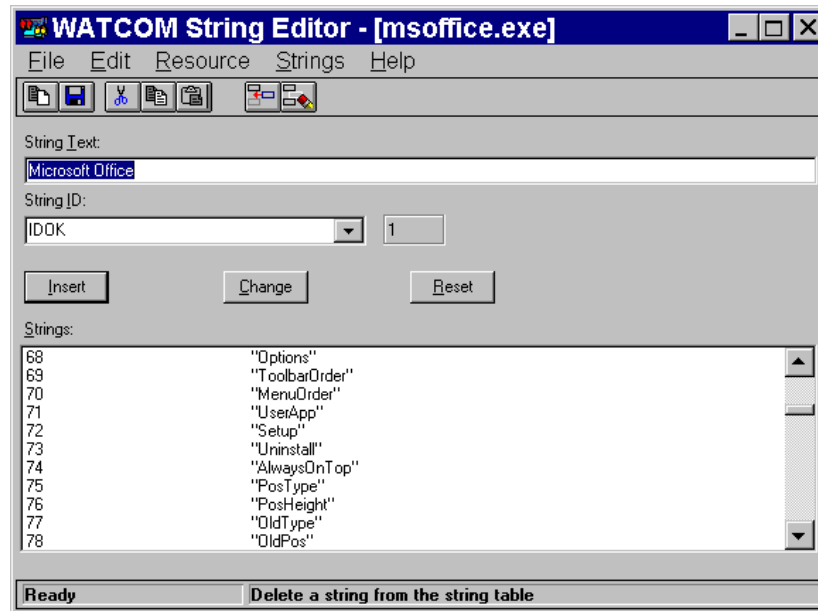 WATCOM String Editor - [msoffice.exe]
File Edit Resource Strings Help
String Text:
Microsoft Office
String ID:
IDOK 1
Insert Change Reset
Strings:
68 "Options"
69 "ToolbarOrder"
70 "MenuOrder"
71 "UserApp"
72 "Setup"
73 "Uninstall"
74 "AlwaysOnTop"
75 "PosType"
76 "PosHeight"
77 "OldType"
78 "OldPos"
Ready Delete a string from the string table